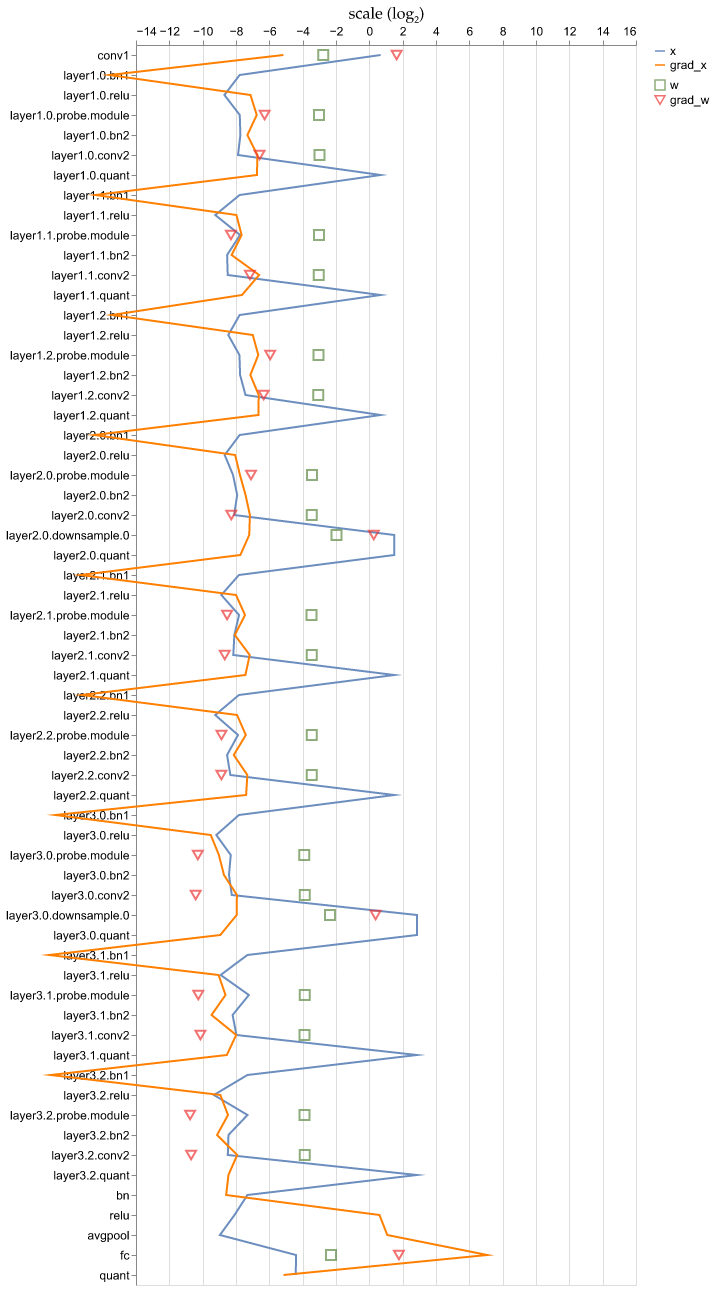 scale (log₂)
−14 −12 −10 −8 −6 −4 −2 0 2 4 6 8 10 12 14 16
x
grad_x
w
grad_w
conv1
layer1.0.bn1
layer1.0.relu
layer1.0.probe.module
layer1.0.bn2
layer1.0.conv2
layer1.0.quant
layer1.1.bn1
layer1.1.relu
layer1.1.probe.module
layer1.1.bn2
layer1.1.conv2
layer1.1.quant
layer1.2.bn1
layer1.2.relu
layer1.2.probe.module
layer1.2.bn2
layer1.2.conv2
layer1.2.quant
layer2.0.bn1
layer2.0.relu
layer2.0.probe.module
layer2.0.bn2
layer2.0.conv2
layer2.0.downsample.0
layer2.0.quant
layer2.1.bn1
layer2.1.relu
layer2.1.probe.module
layer2.1.bn2
layer2.1.conv2
layer2.1.quant
layer2.2.bn1
layer2.2.relu
layer2.2.probe.module
layer2.2.bn2
layer2.2.conv2
layer2.2.quant
layer3.0.bn1
layer3.0.relu
layer3.0.probe.module
layer3.0.bn2
layer3.0.conv2
layer3.0.downsample.0
layer3.0.quant
layer3.1.bn1
layer3.1.relu
layer3.1.probe.module
layer3.1.bn2
layer3.1.conv2
layer3.1.quant
layer3.2.bn1
layer3.2.relu
layer3.2.probe.module
layer3.2.bn2
layer3.2.conv2
layer3.2.quant
bn
relu
avgpool
fc
quant